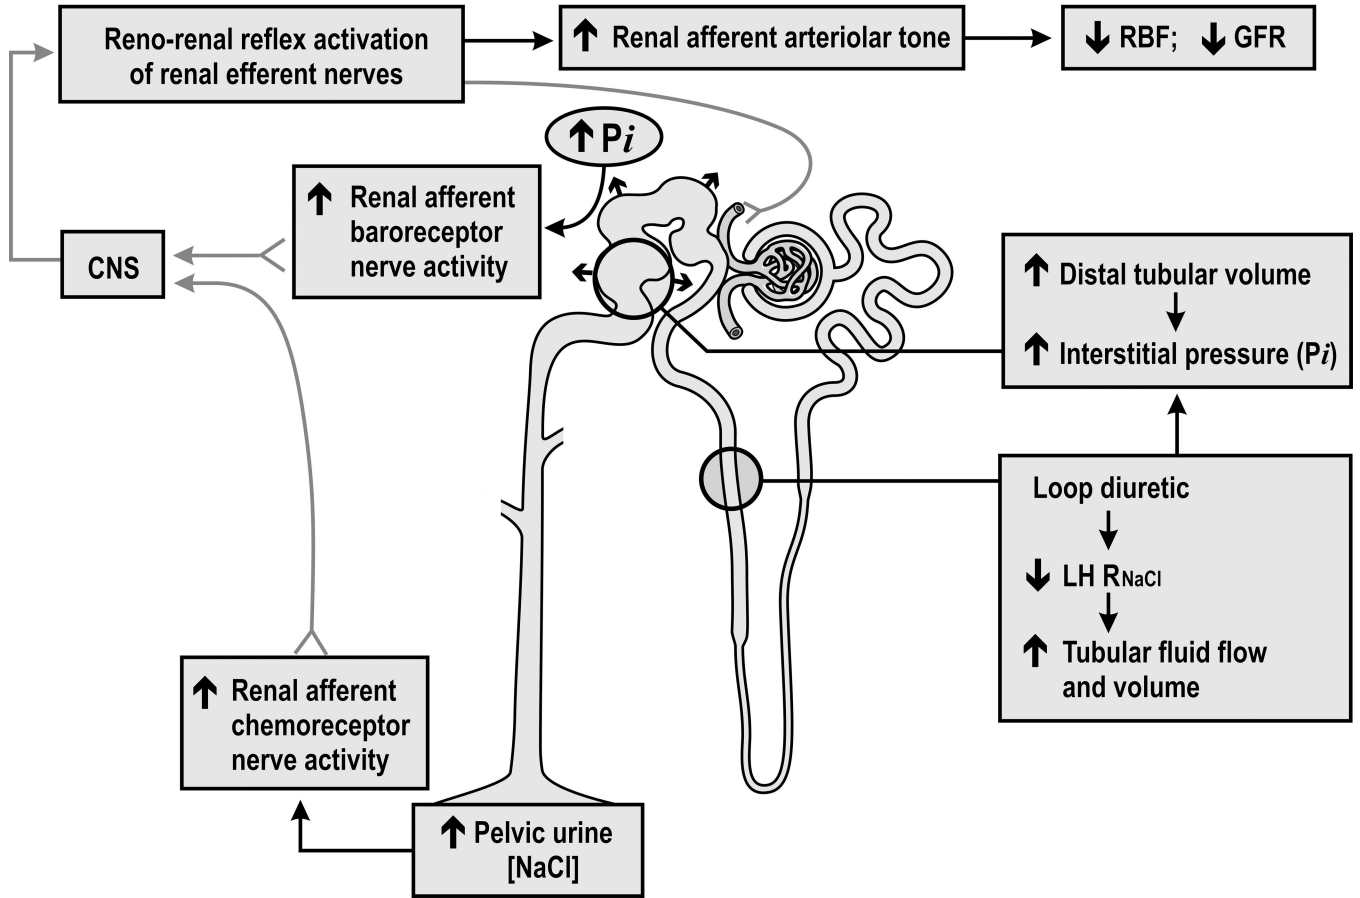 Reno-renal reflex activation
of renal efferent nerves
Renal afferent arteriolar tone
RBF; GFR
Pi
Renal afferent
baroreceptor
nerve activity
CNS
Distal tubular volume
Interstitial pressure (Pi)
Loop diuretic
LH RNaCl
Tubular fluid flow
and volume
Renal afferent
chemoreceptor
nerve activity
Pelvic urine
[NaCl]